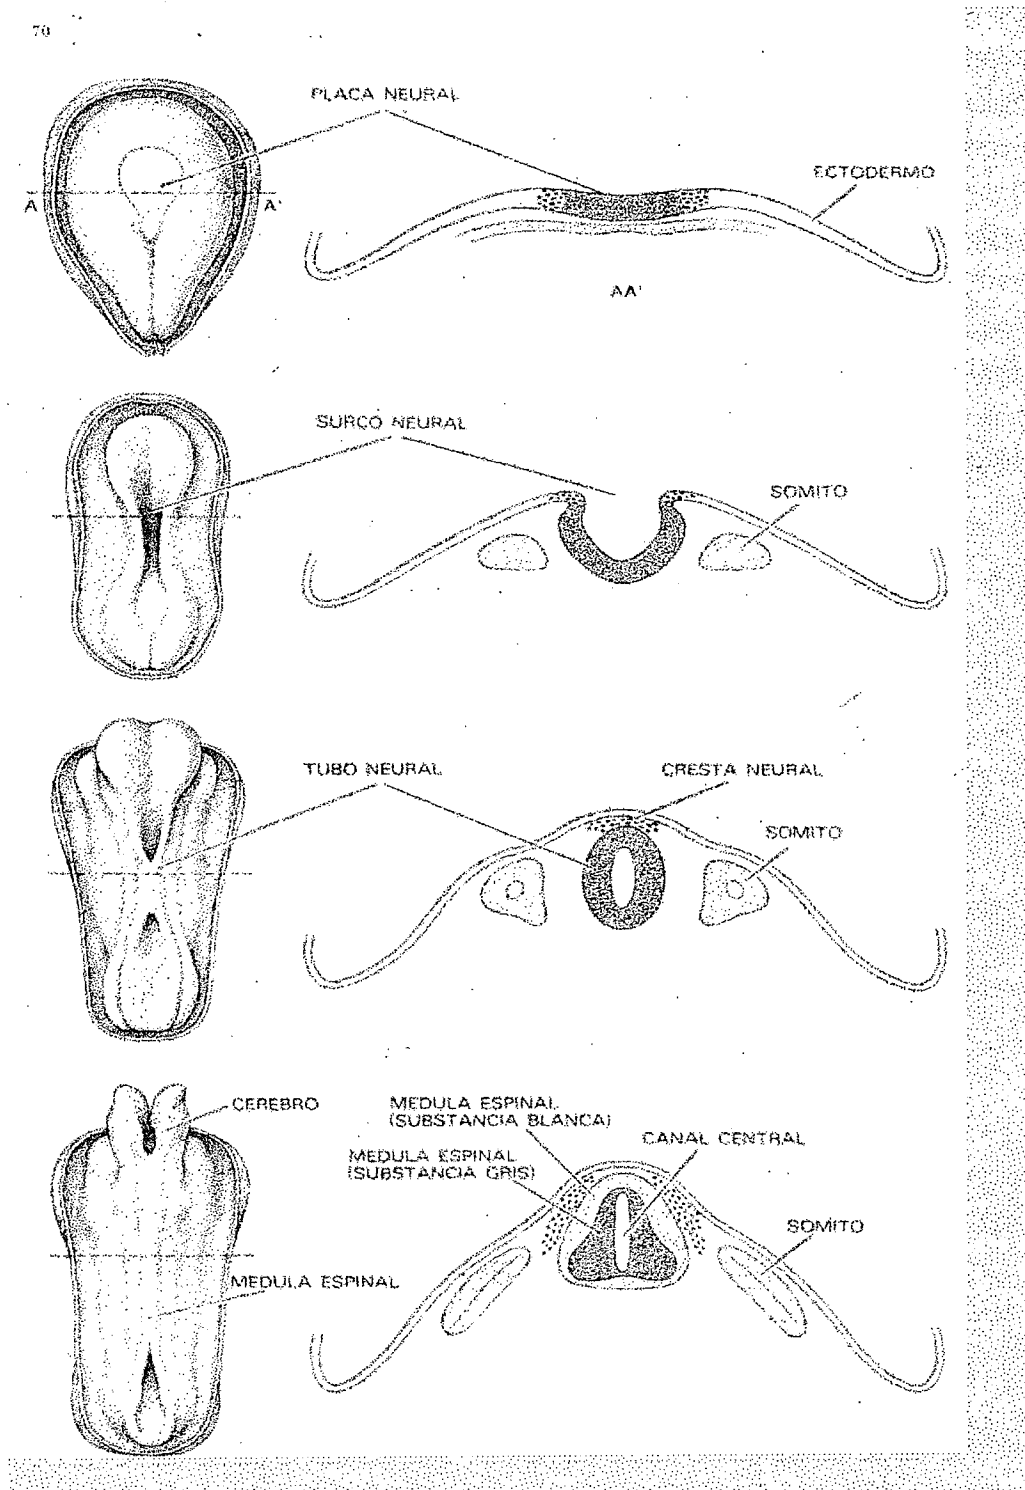 70
PLACA NEURAL
ECTODERMO
A
A'
AA'
SURCO NEURAL
SOMITO
TUBO NEURAL
CRESTA NEURAL
SOMITO
CEREBRO
MEDULA ESPINAL
(SUBSTANCIA BLANCA)
CANAL CENTRAL
MEDULA ESPINAL
(SUBSTANCIA GRIS)
SOMITO
MEDULA ESPINAL